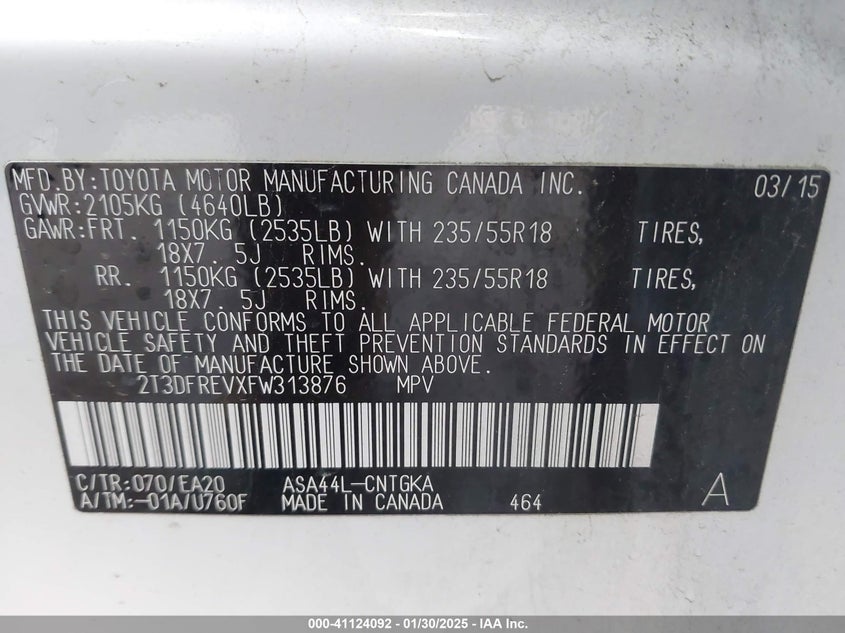 MFD.BY:TOYOTA MOTOR MANUFACTURING CANADA INC. 03/15
GVWR:2105KG (4640LB)
GAWR:FRT. 1150KG (2535LB) WITH 235/55R18 TIRES,
18X7. 5J RIMS.
RR. 1150KG (2535LB) WITH 235/55R18 TIRES,
18X7. 5J RIMS.
THIS VEHICLE CONFORMS TO ALL APPLICABLE FEDERAL MOTOR
VEHICLE SAFETY AND THEFT PREVENTION STANDARDS IN EFFECT ON
THE DATE OF MANUFACTURE SHOWN ABOVE.
2T3DFREVXFW313876 MPV
C/TR:070/EA20 ASA44L-CNTGKA
A/TM:-01A/U760F MADE IN CANADA 464 A
000-41124092 - 01/30/2025 - IAA Inc.